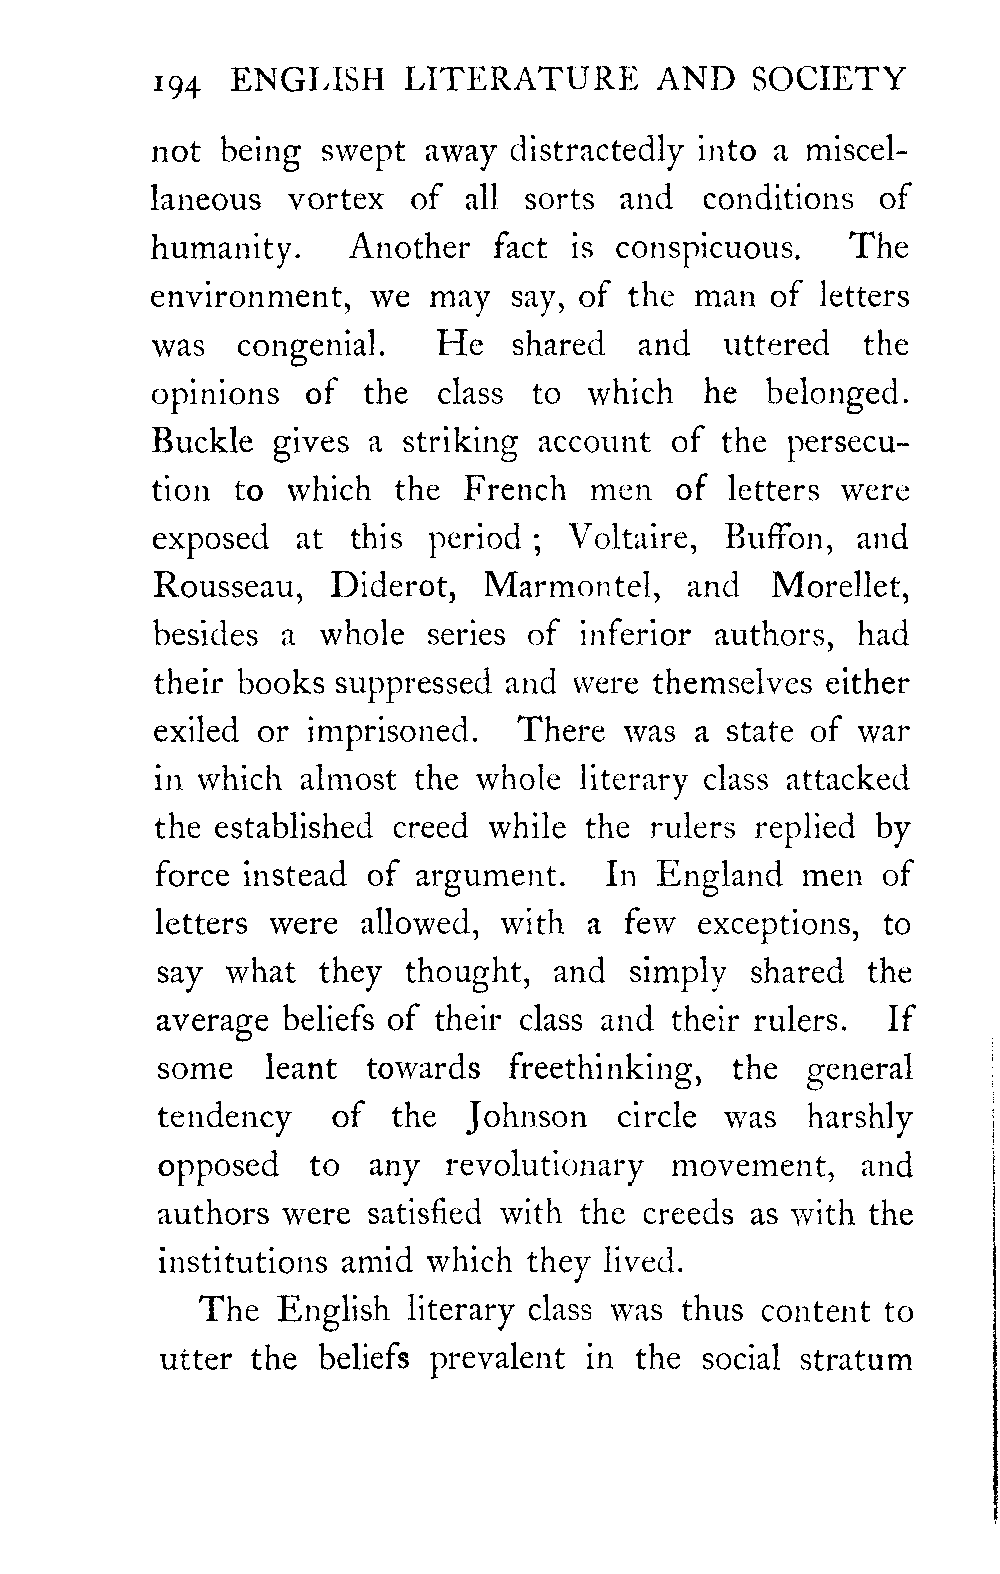 194 ENGLISH LITERATURE AND SOCIETY
not being swept away distractedly into a miscel-
laneous vortex of all sorts and conditions of
humanity. Another fact is conspicuous. The
environment, we may say, of the man of letters
was congenial. He shared and uttered the
opinions of the class to which he belonged.
Buckle gives a striking account of the persecu-
tion to which the French men of letters were
exposed at this period ; Voltaire, Buffon, and
Rousseau, Diderot, Marmontel, and Morellet,
besides a whole series of inferior authors, had
their books suppressed and were themselves either
exiled or imprisoned. There was a state of war
in which almost the whole literary class attacked
the established creed while the rulers replied by
force instead of argument. In England men of
letters were allowed, with a few exceptions, to
say what they thought, and simply shared the
average beliefs of their class and their rulers. If
some leant towards freethinking, the general
tendency of the Johnson circle was harshly
opposed to any revolutionary movement, and
authors were satisfied with the creeds as with the
institutions amid which they lived.
The English literary class was thus content to
utter the beliefs prevalent in the social stratum